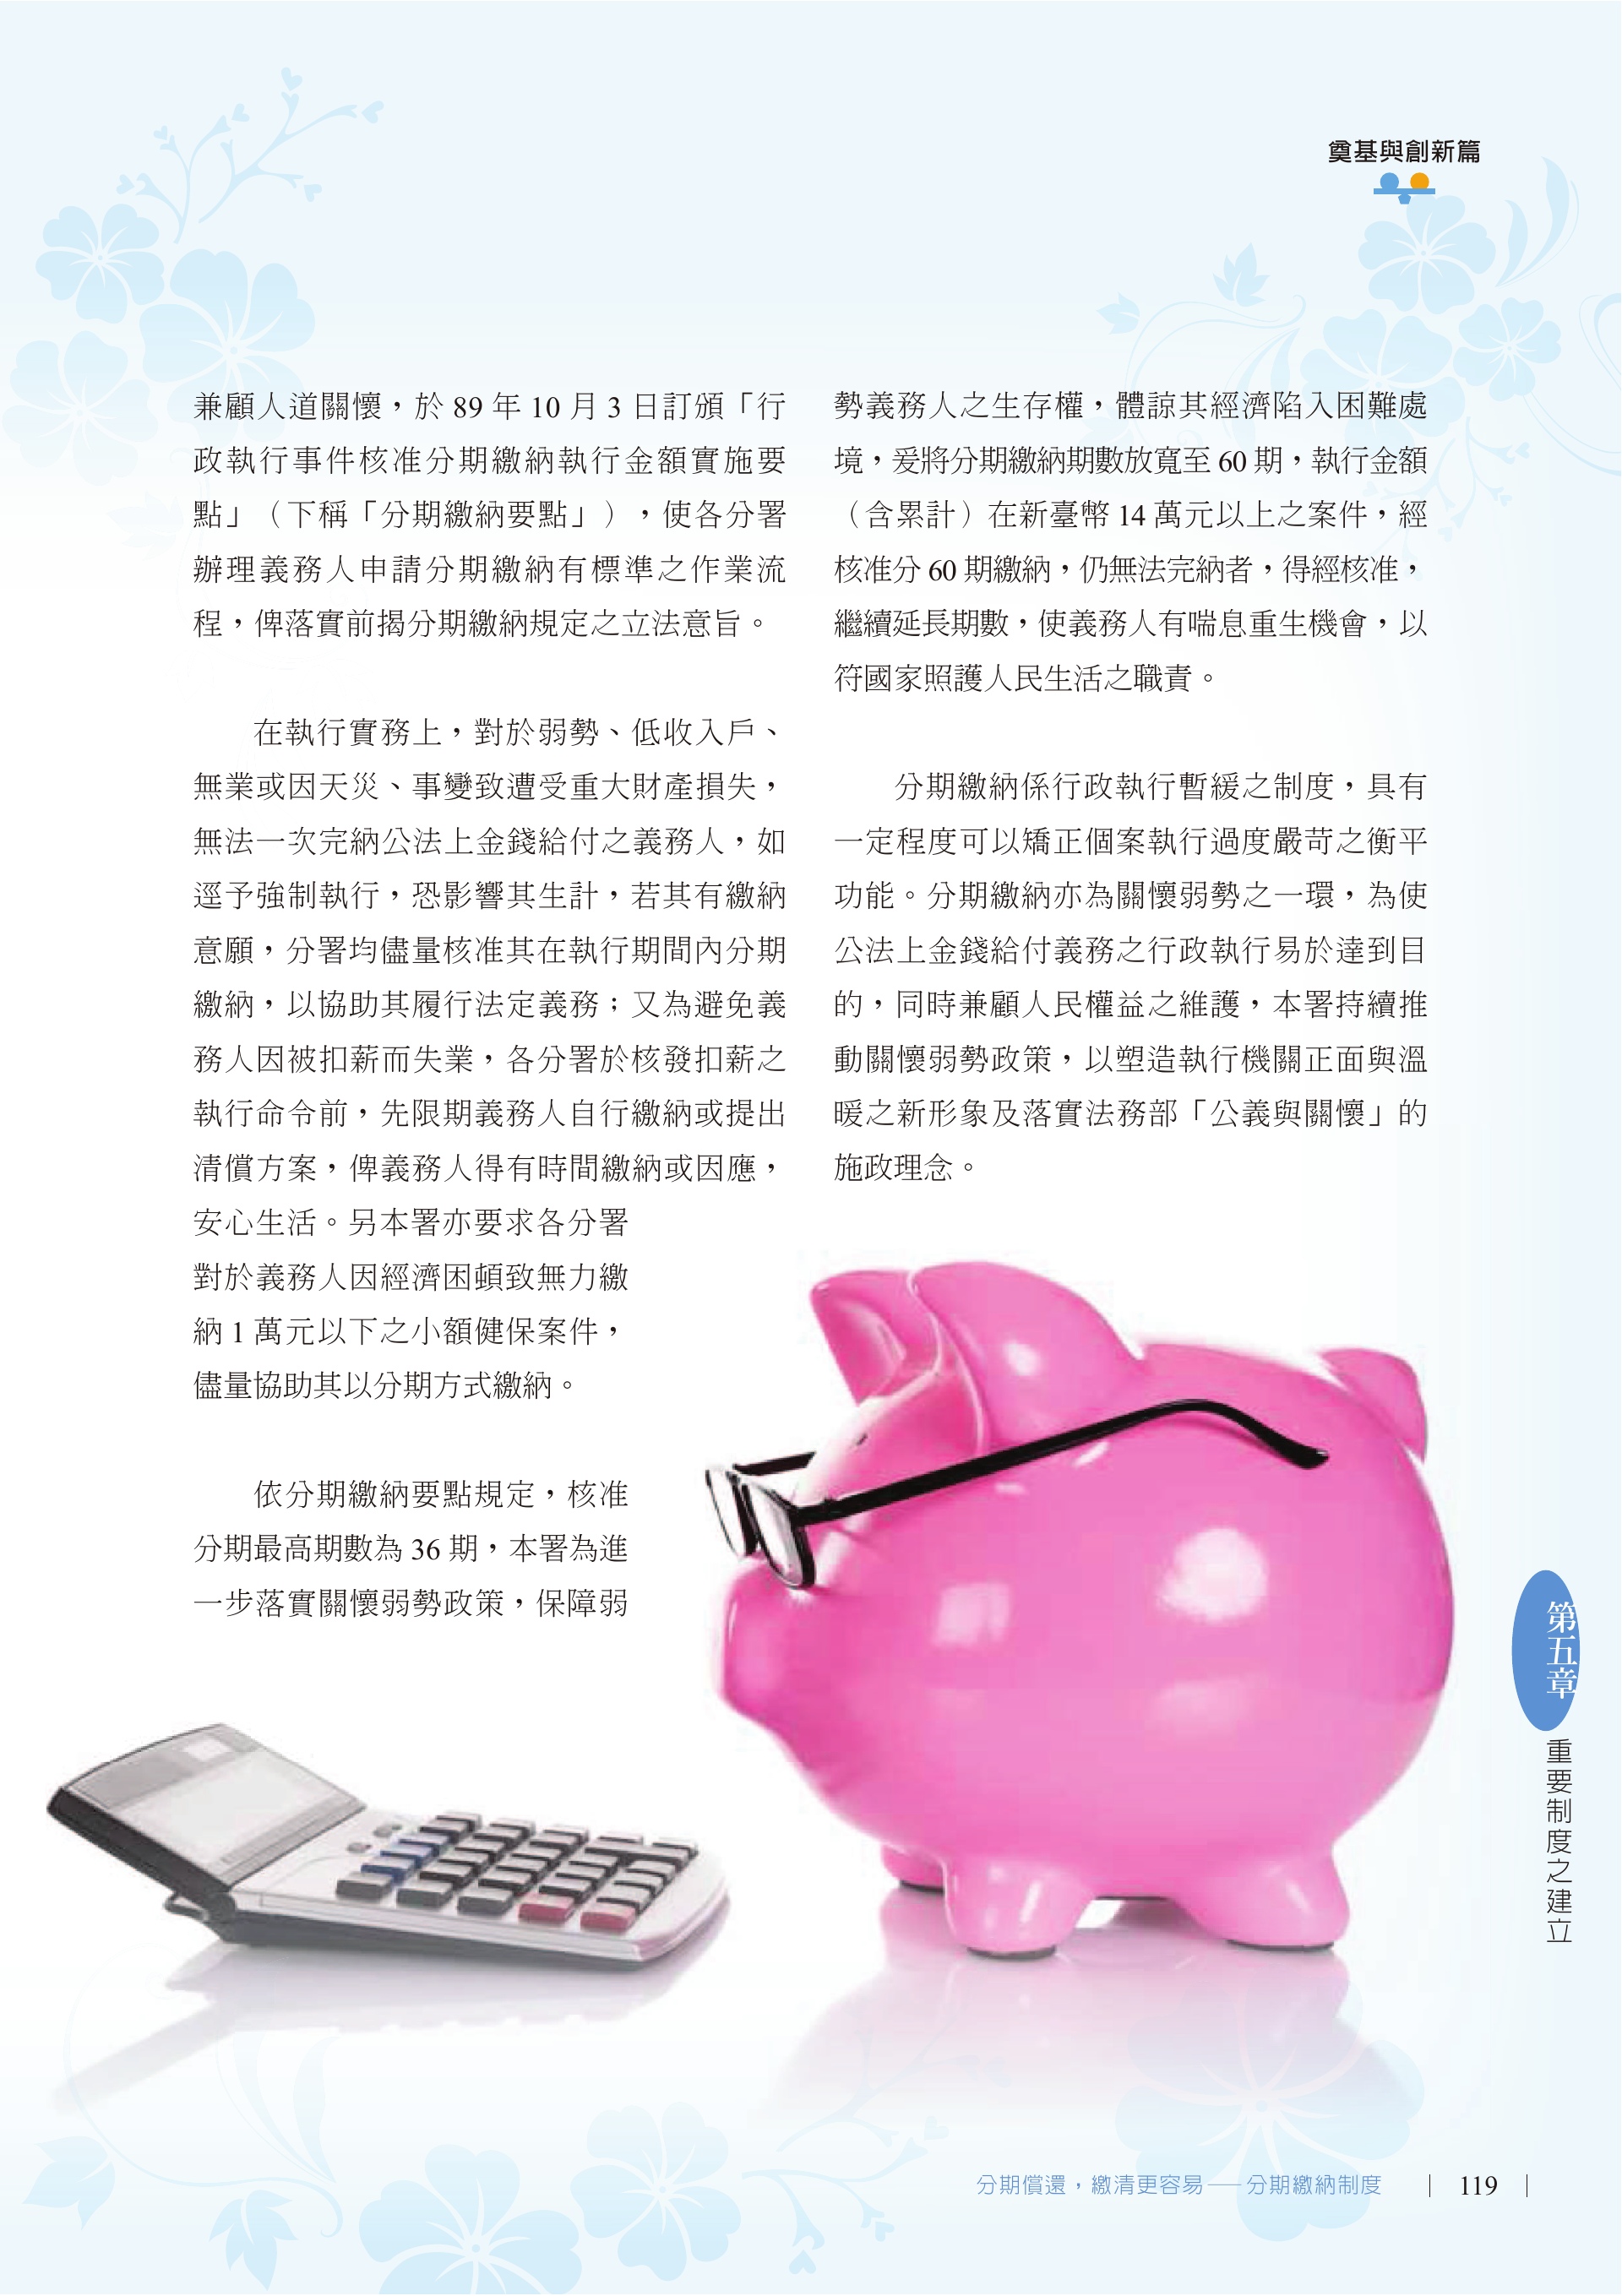 奠基與創新篇
兼顧人道關懷，於 89 年 10 月 3 日訂頒「行
政執行事件核准分期繳納執行金額實施要
點」（下稱「分期繳納要點」），使各分署
辦理義務人申請分期繳納有標準之作業流
程，俾落實前揭分期繳納規定之立法意旨。
在執行實務上，對於弱勢、低收入戶、
無業或因天災、事變致遭受重大財產損失，
無法一次完納公法上金錢給付之義務人，如
逕予強制執行，恐影響其生計，若其有繳納
意願，分署均儘量核准其在執行期間內分期
繳納，以協助其履行法定義務；又為避免義
務人因被扣薪而失業，各分署於核發扣薪之
執行命令前，先限期義務人自行繳納或提出
清償方案，俾義務人得有時間繳納或因應，
安心生活。另本署亦要求各分署
對於義務人因經濟困頓致無力繳
納 1 萬元以下之小額健保案件，
儘量協助其以分期方式繳納。
依分期繳納要點規定，核准
分期最高期數為 36 期，本署為進
一步落實關懷弱勢政策，保障弱
勢義務人之生存權，體諒其經濟陷入困難處
境，爰將分期繳納期數放寬至 60 期，執行金額
（含累計）在新臺幣 14 萬元以上之案件，經
核准分 60 期繳納，仍無法完納者，得經核准，
繼續延長期數，使義務人有喘息重生機會，以
符國家照護人民生活之職責。
分期繳納係行政執行暫緩之制度，具有
一定程度可以矯正個案執行過度嚴苛之衡平
功能。分期繳納亦為關懷弱勢之一環，為使
公法上金錢給付義務之行政執行易於達到目
的，同時兼顧人民權益之維護，本署持續推
動關懷弱勢政策，以塑造執行機關正面與溫
暖之新形象及落實法務部「公義與關懷」的
施政理念。
第五章 重要制度之建立
分期償還，繳清更容易──分期繳納制度 | 119 |